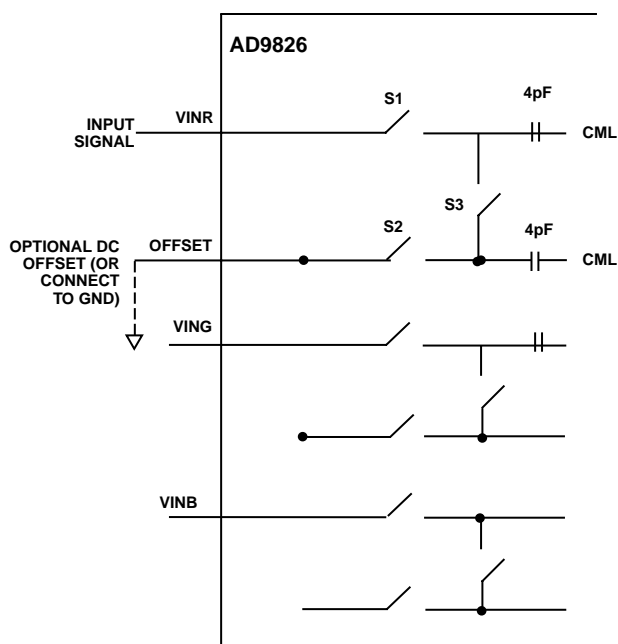 AD9826
S1
4pF
INPUT
SIGNAL
VINR
CML
S3
S2
4pF
OPTIONAL DC
OFFSET (OR
CONNECT
TO GND)
OFFSET
CML
VING
VINB